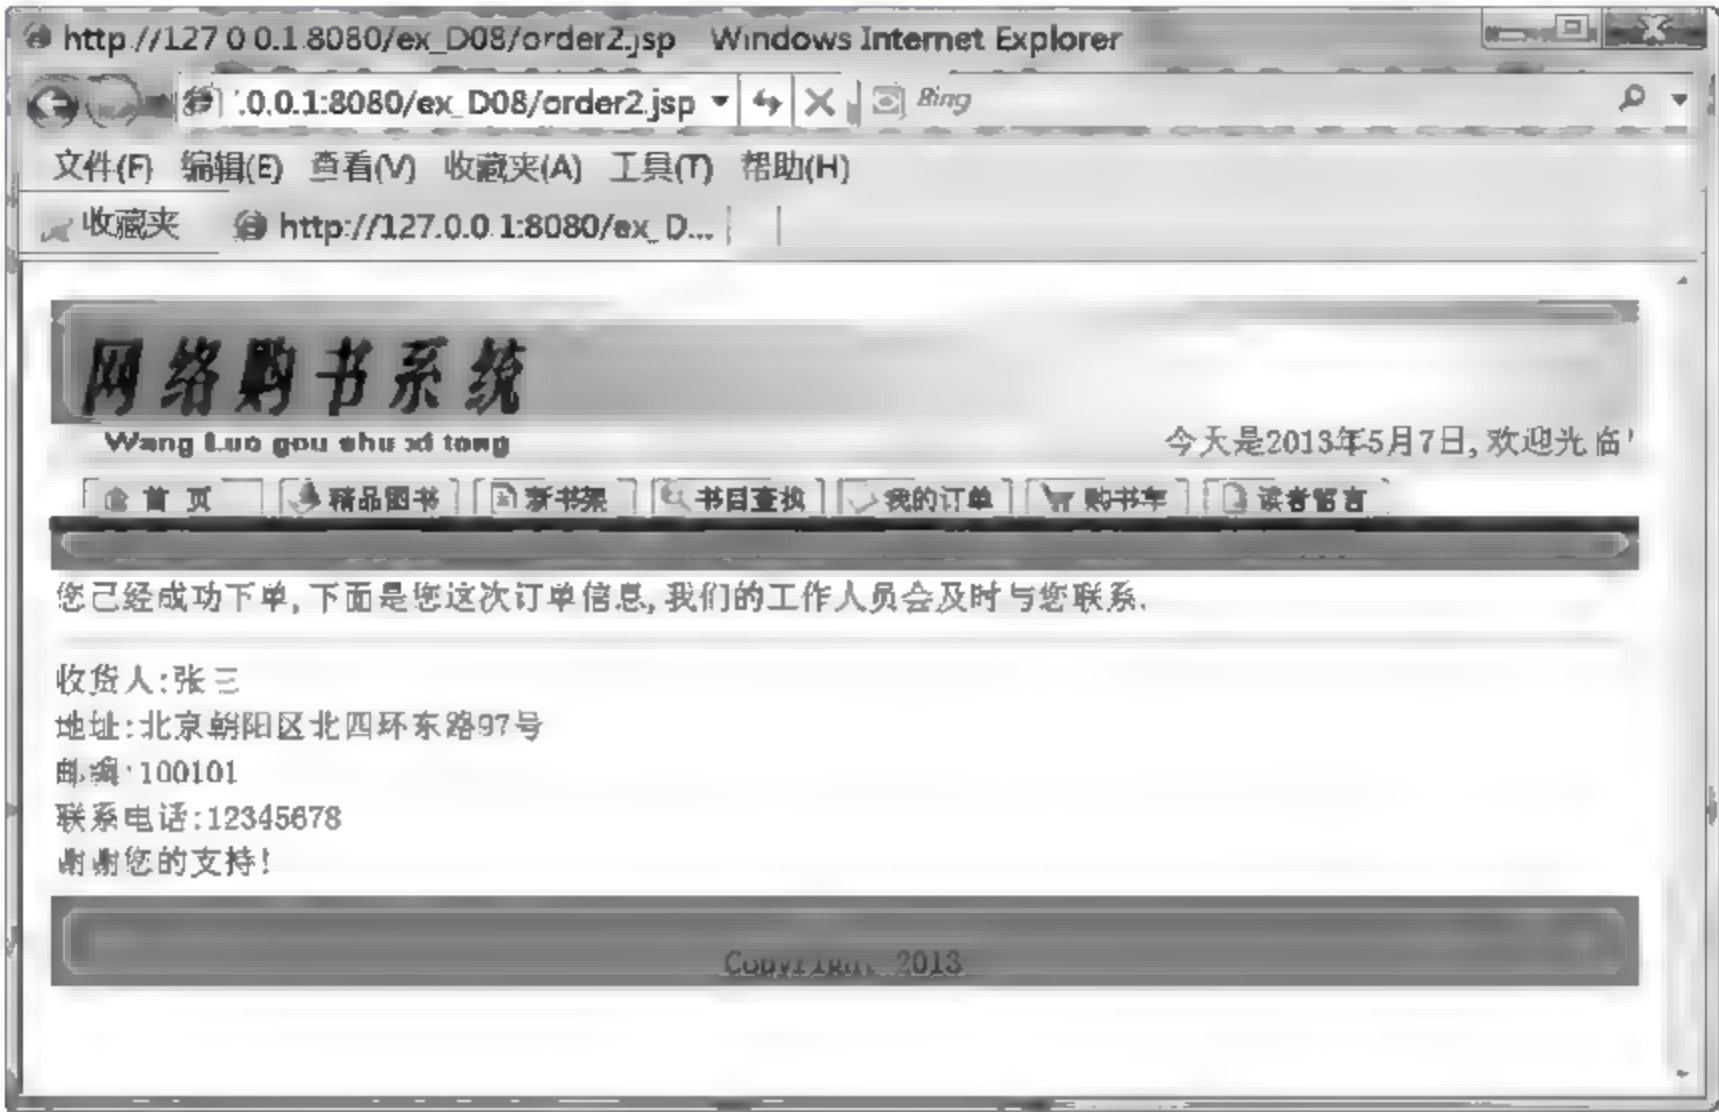 http://127 0 0.1.8080/ex_D08/order2.jsp Windows Internet Explorer
'.0.0.1:8080/ex_D08/order2.jsp Bing
文件(F) 编辑(E) 查看(V) 收藏夹(A) 工具(T) 帮助(H)
收藏夹 http://127.0.0.1:8080/ex_D...
网络购书系统
Wang Luo gou shu xi tong
今天是2013年5月7日,欢迎光临!
首页 精品图书 新书架 书目查找 我的订单 购书车 读者留言
您已经成功下单,下面是您这次订单信息,我们的工作人员会及时与您联系.
收货人:张三
地址:北京朝阳区北四环东路97号
邮编:100101
联系电话:12345678
谢谢您的支持!
Copyright 2013